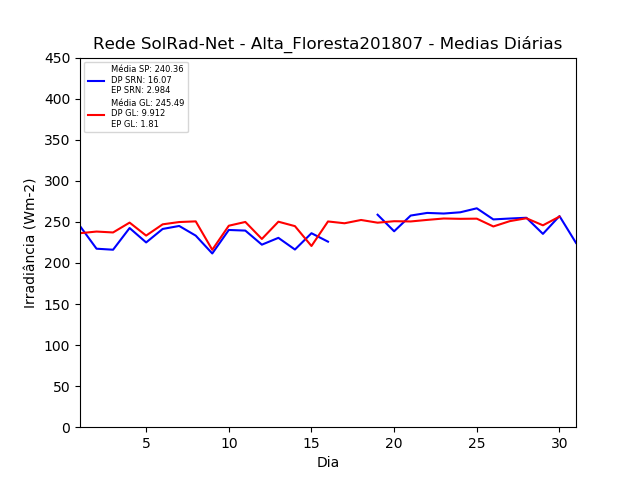 Rede SolRad-Net - Alta_Floresta201807 - Medias Diárias
450
400
350
300
250
200
150
100
50
0
Irradiância (Wm-2)
Média SP: 240.36
DP SRN: 16.07
EP SRN: 2.984
Média GL: 245.49
DP GL: 9.912
EP GL: 1.81
5
10
15
20
25
30
Dia